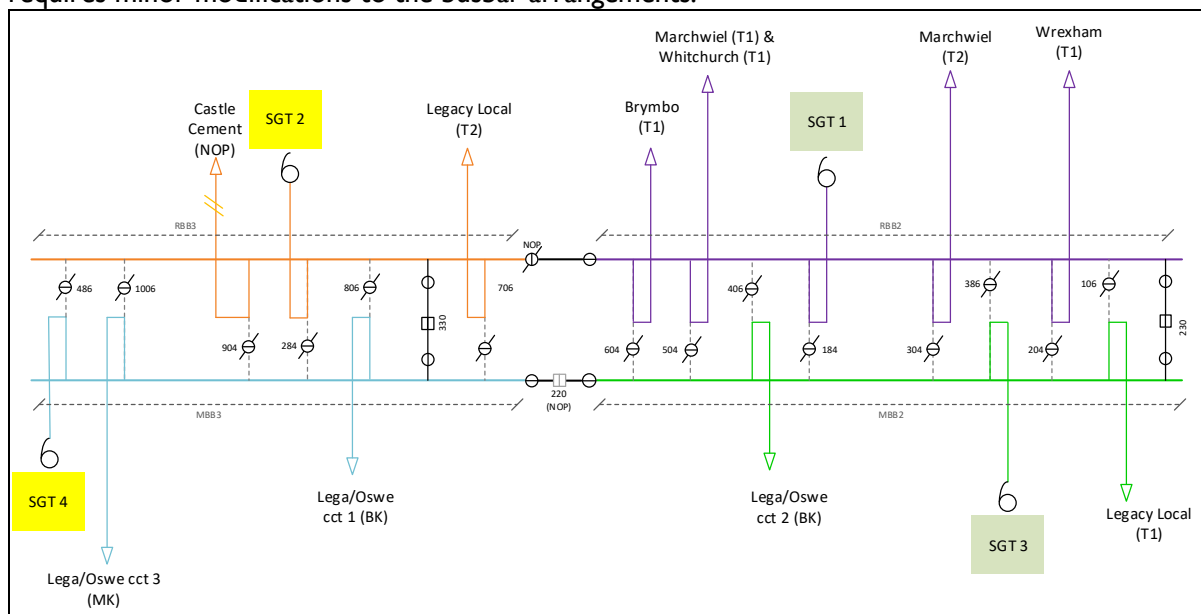 requires minor modifications to the busbar arrangements.
Marchwiel (T1) &
Whitchurch (T1)
Marchwiel
(T2)
Wrexham
(T1)
Castle
Cement
(NOP)
SGT 2
Legacy Local
(T2)
Brymbo
(T1)
SGT 1
RBB3
RBB2
NOP
486
1006
806
706
406
386
106
330
230
904
284
604
504
184
304
204
220
(NOP)
MBB3
MBB2
SGT 4
Lega/Oswe
cct 1 (BK)
Lega/Oswe
cct 2 (BK)
SGT 3
Legacy Local
(T1)
Lega/Oswe cct 3
(MK)